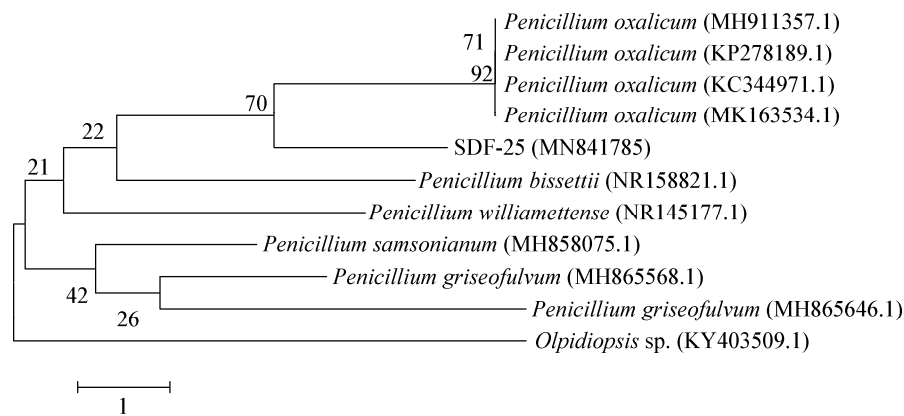 Penicillium oxalicum (MH911357.1)
71
Penicillium oxalicum (KP278189.1)
92
Penicillium oxalicum (KC344971.1)
70
Penicillium oxalicum (MK163534.1)
22
SDF-25 (MN841785)
21
Penicillium bissettii (NR158821.1)
Penicillium williamettense (NR145177.1)
Penicillium samsonianum (MH858075.1)
Penicillium griseofulvum (MH865568.1)
42
26
Penicillium griseofulvum (MH865646.1)
Olpidiopsis sp. (KY403509.1)
1